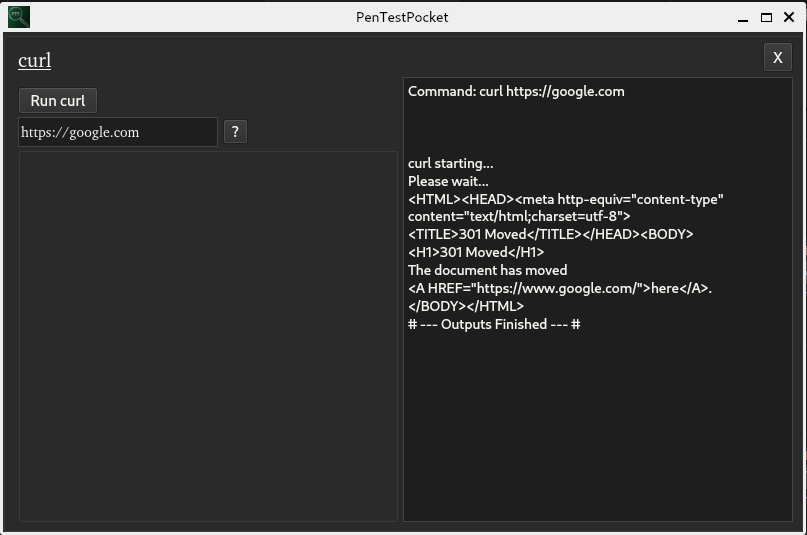 PenTestPocket
curl
X
Run curl
https://google.com
?
Command: curl https://google.com
curl starting...
Please wait...
<HTML><HEAD><meta http-equiv="content-type"
content="text/html;charset=utf-8">
<TITLE>301 Moved</TITLE></HEAD><BODY>
<H1>301 Moved</H1>
The document has moved
<A HREF="https://www.google.com/">here</A>.
</BODY></HTML>
# --- Outputs Finished --- #